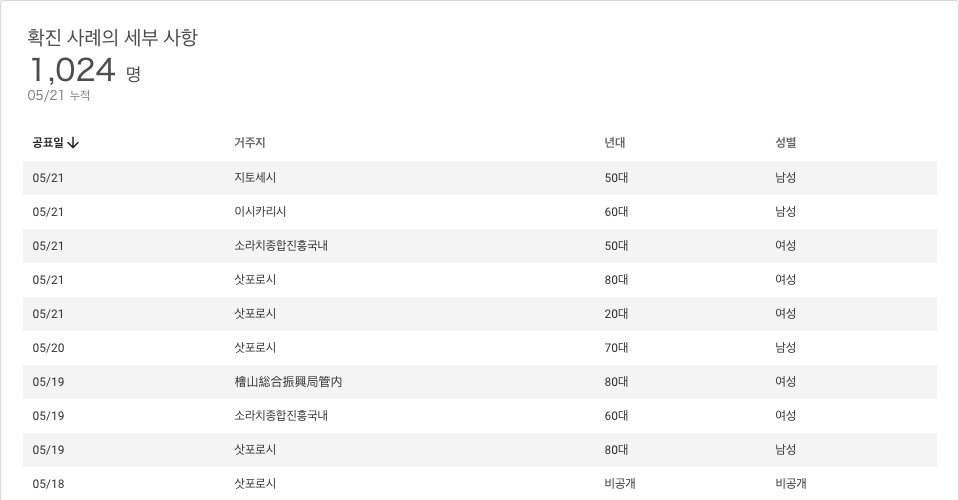 확진 사례의 세부 사항
1,024 명
05/21 누적
공표일 거주지 년대 성별
05/21 지토세시 50대 남성
05/21 이시카리시 60대 남성
05/21 소라치종합진흥국내 50대 여성
05/21 삿포로시 80대 여성
05/21 삿포로시 20대 여성
05/20 삿포로시 70대 남성
05/19 檜山総合振興局管内 80대 여성
05/19 소라치종합진흥국내 60대 여성
05/19 삿포로시 80대 남성
05/18 삿포로시 비공개 비공개